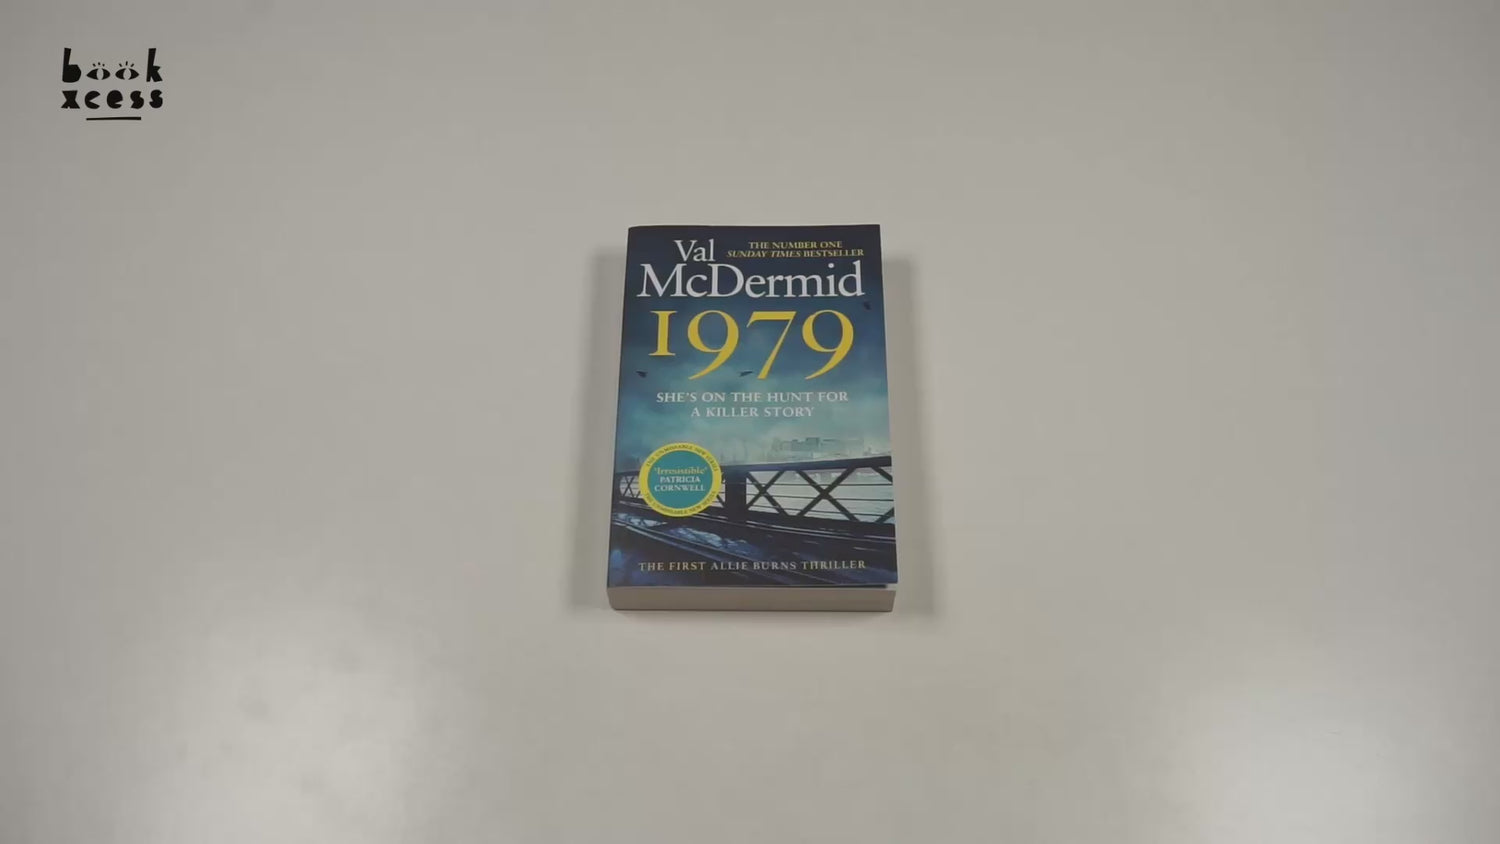 book
xcess
Val
McDermid
THE NUMBER ONE
SUNDAY TIMES BESTSELLER
1979
SHE'S ON THE HUNT FOR
A KILLER STORY
'Irresistible'
PATRICIA
CORNWELL
THE FIRST ALLIE BURNS THRILLER